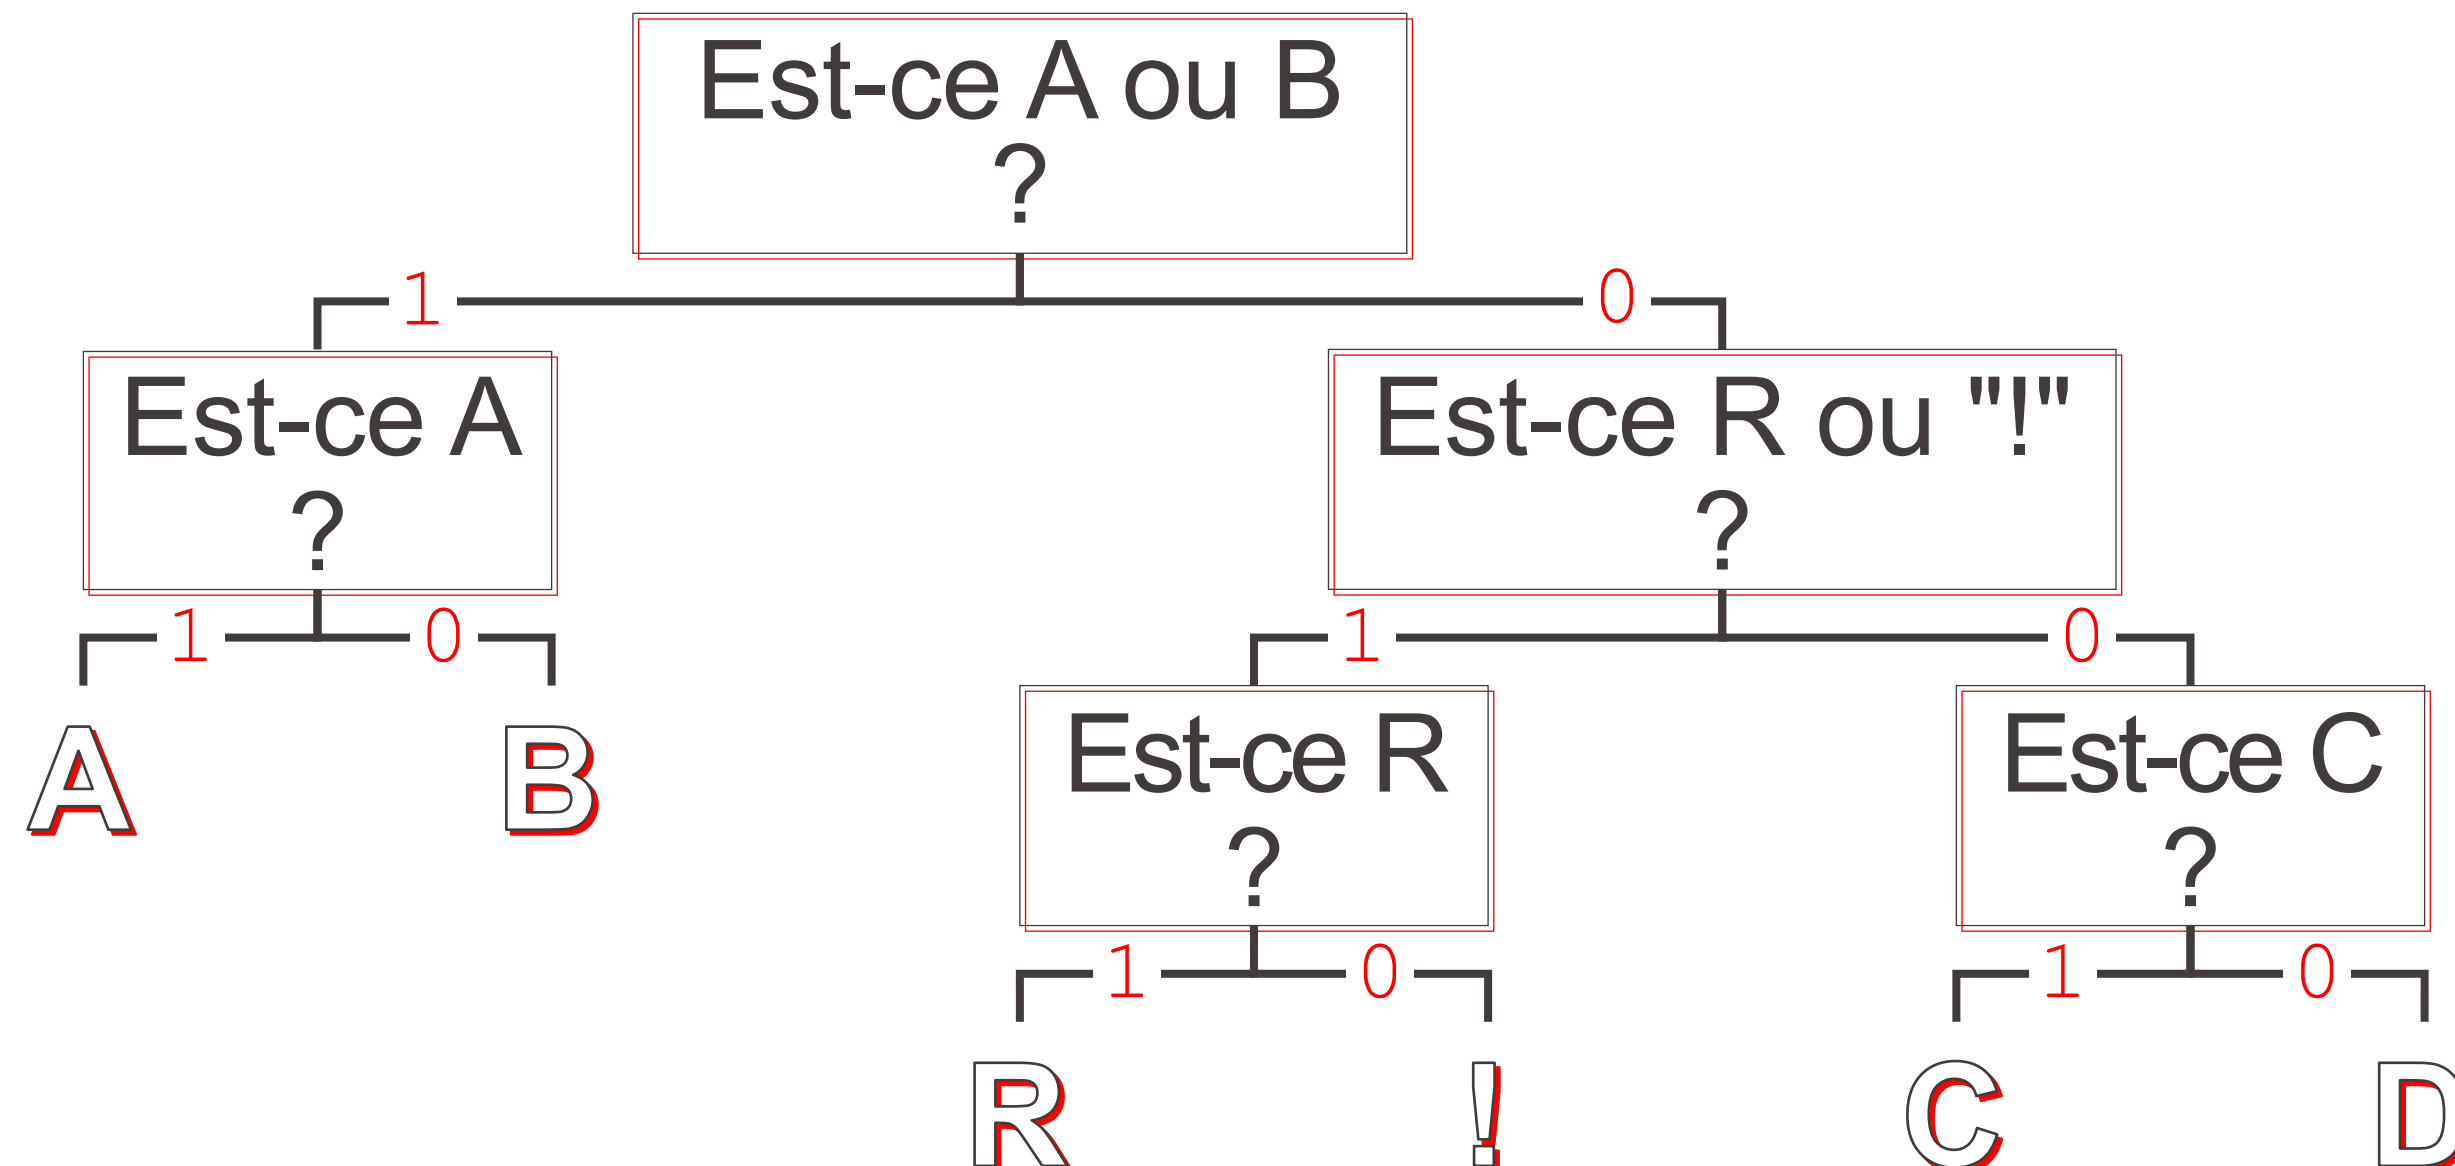 Est-ce A ou B
?
1 0
Est-ce A
?
Est-ce R ou "!"
?
1 0
1 0
A B
Est-ce R
?
Est-ce C
?
1 0
1 0
R ! C D